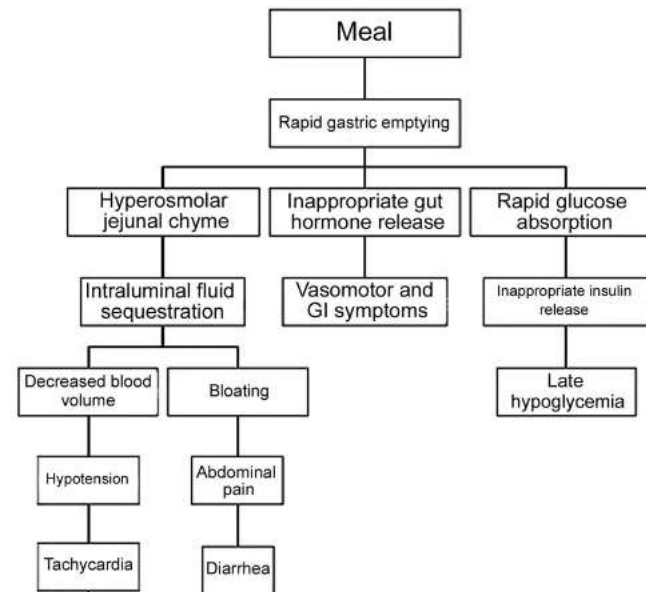 Meal
Rapid gastric emptying
Hyperosmolar
jejunal chyme
Inappropriate gut
hormone release
Rapid glucose
absorption
Intraluminal fluid
sequestration
Vasomotor and
GI symptoms
Inappropriate insulin
release
Decreased blood
volume
Bloating
Late
hypoglycemia
Hypotension
Abdominal
pain
Tachycardia
Diarrhea